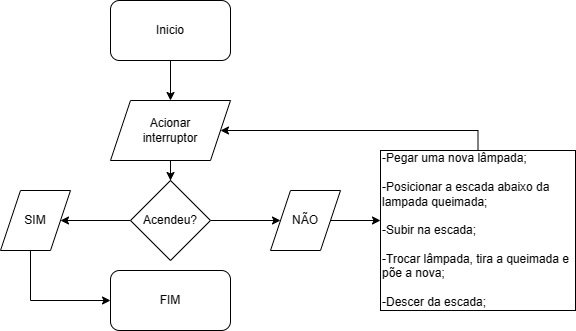 Inicio
Acionar
interruptor
Acendeu?
SIM
NÃO
FIM
-Pegar uma nova lâmpada;
-Posicionar a escada abaixo da
lampada queimada;
-Subir na escada;
-Trocar lâmpada, tira a queimada e
põe a nova;
-Descer da escada;